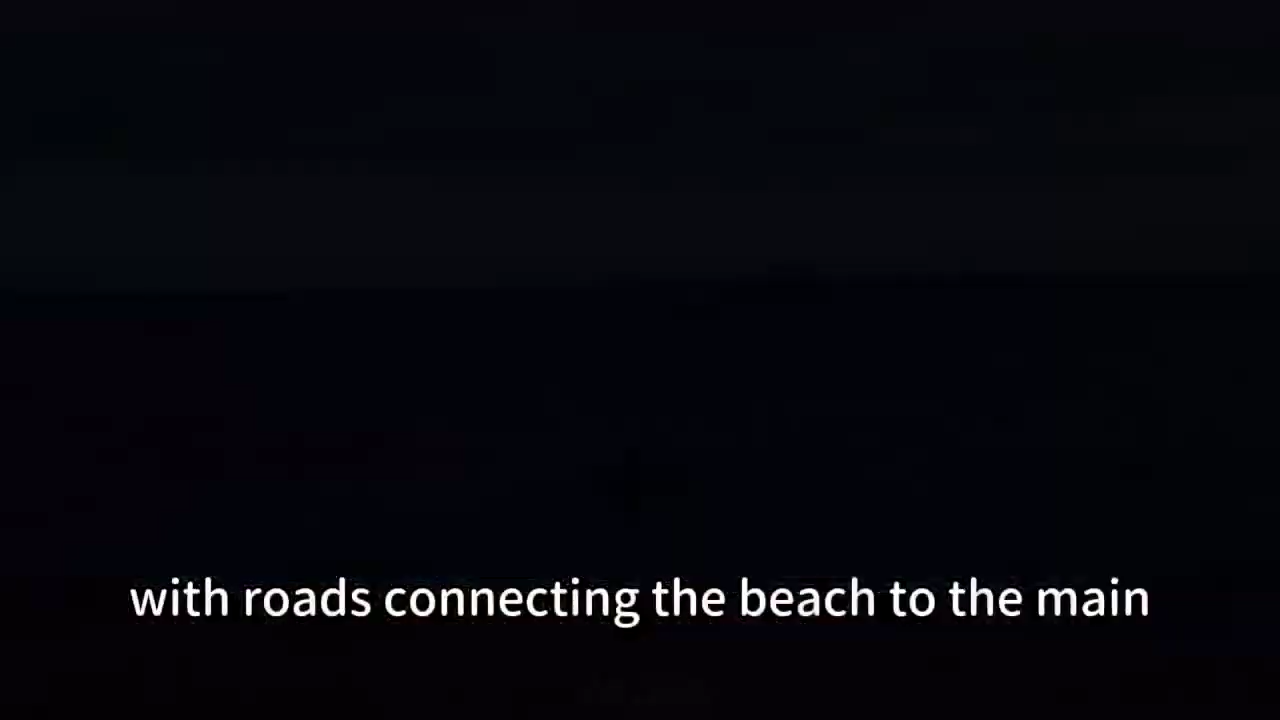 with roads connecting the beach to the main